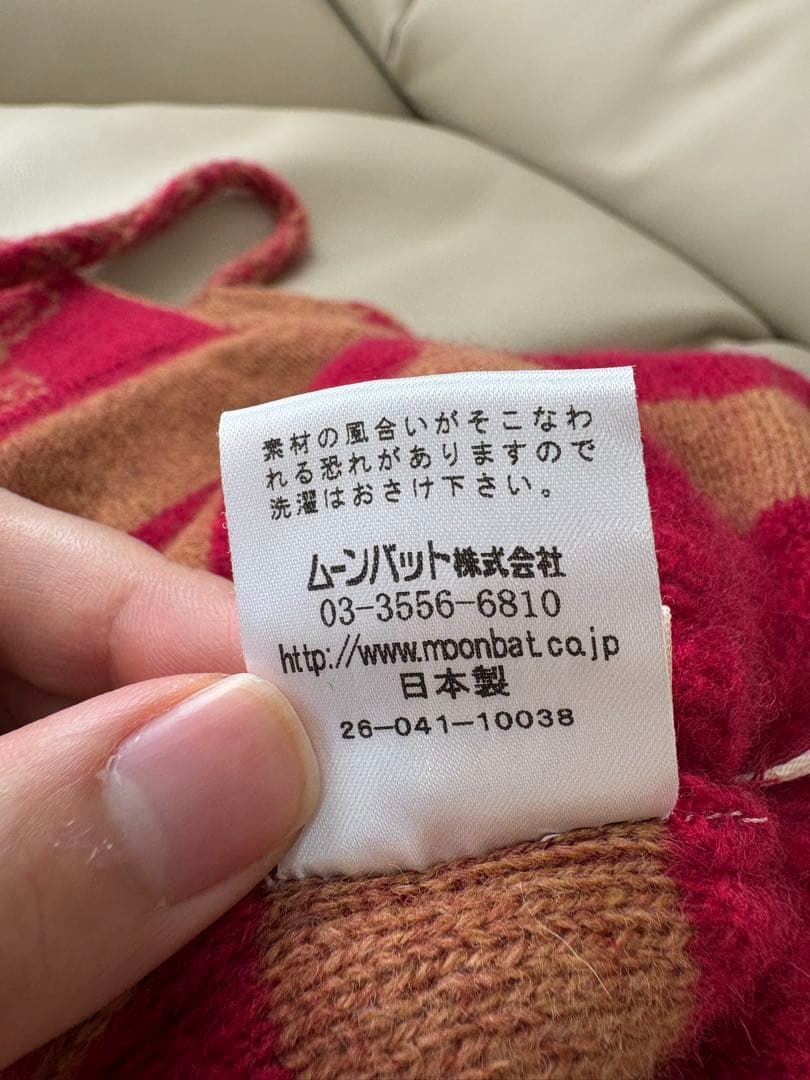 素材の風合いがそこなわ
れる恐れがありますので
洗濯はおさけ下さい。
ムーンバット株式会社
03-3556-6810
http://www.moonbat.co.jp
日本製
26-041-10038